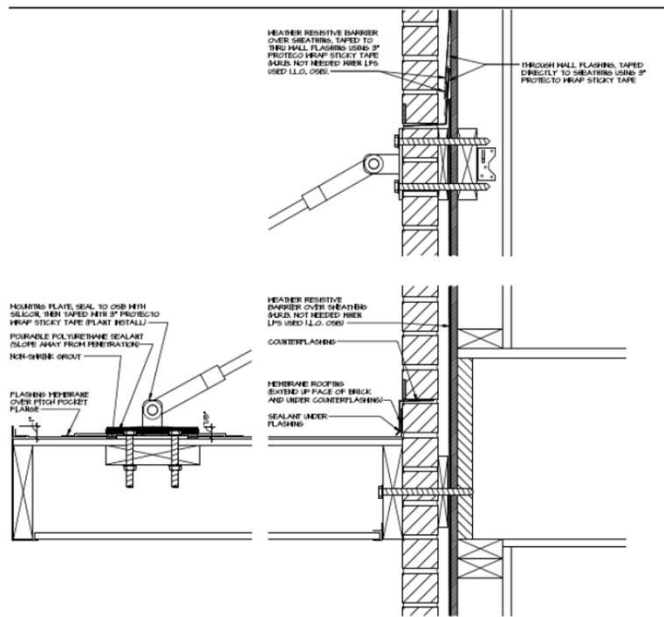 WEATHER RESISTIVE BARRIER
OVER SHEATHING, TAPED TO
THRU WALL FLASHING USING 3"
PROTECO WRAP STICKY TAPE
(W.R.B. NOT NEEDED WHEN LPS
USED I.L.O. OSB).
THROUGH WALL FLASHING, TAPED
DIRECTLY TO SHEATHING USING 3"
PROTECTO WRAP STICKY TAPE
MOUNTING PLATE, SEAL TO OSB WITH
SILICON, THEN TAPED WITH 3" PROTECTO
WRAP STICKY TAPE (PLANT INSTALL)
POURABLE POLYURETHANE SEALANT
(SLOPE AWAY FROM PENETRATION)
NON-SHRINK GROUT
FLASHING MEMBRANE
OVER PITCH POCKET
FLANGE
1"
WEATHER RESISTIVE
BARRIER OVER SHEATHING
(W.R.B. NOT NEEDED WHEN
LPS USED I.L.O. OSB)
COUNTERFLASHING
MEMBRANE ROOFING
(EXTEND UP FACE OF BRICK
AND UNDER COUNTERFLASHING)
SEALANT UNDER
FLASHING